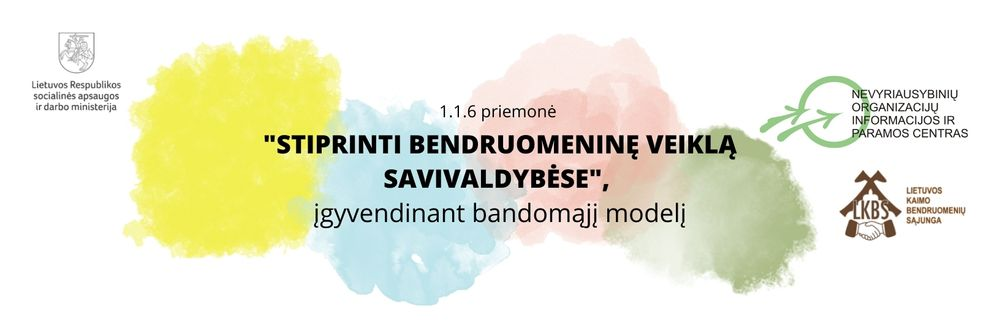 Lietuvos Respublikos
socialinės apsaugos
ir darbo ministerija
1.1.6 priemonė
"STIPRINTI BENDRUOMENINĘ VEIKLĄ
SAVIVALDYBĖSE",
įgyvendinant bandomąjį modelį
NEVYRIAUSYBINIŲ
ORGANIZACIJŲ
INFORMACIJOS IR
PARAMOS CENTRAS
LKBS
LIETUVOS
KAIMO
BENDRUOMENIŲ
SĄJUNGA